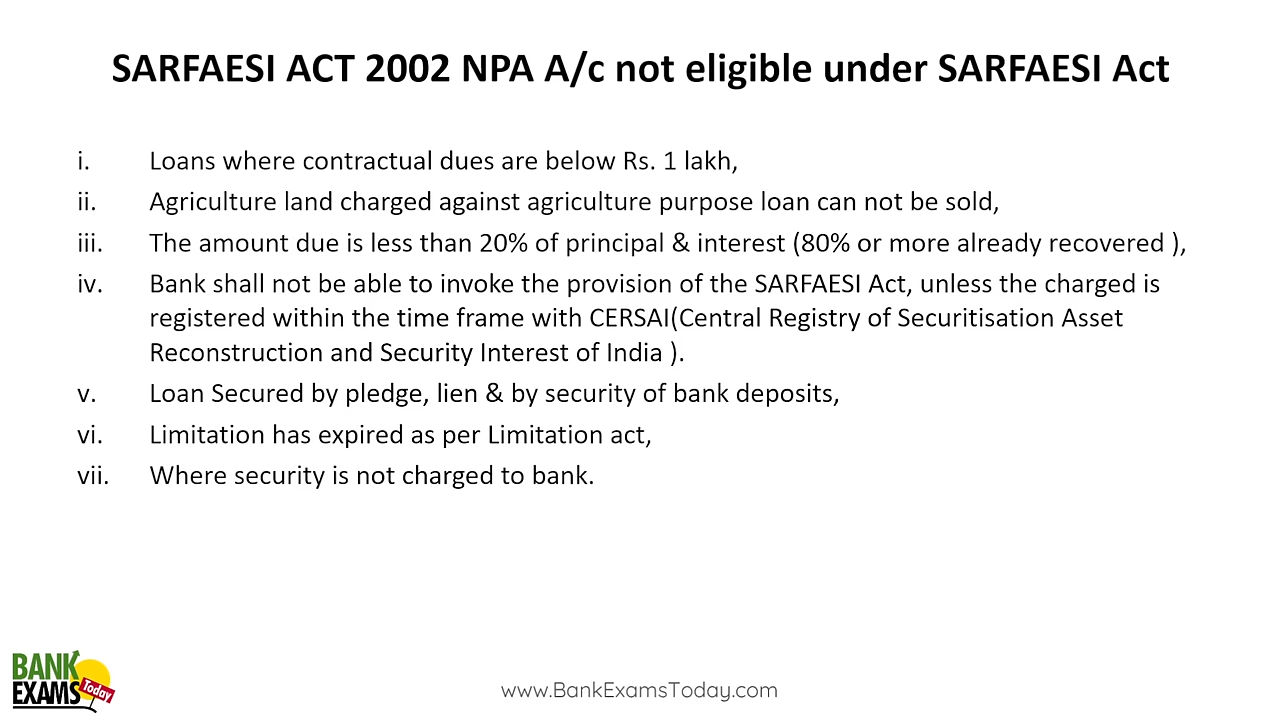 SARFAESI ACT 2002 NPA A/c not eligible under SARFAESI Act
i. Loans where contractual dues are below Rs. 1 lakh,
ii. Agriculture land charged against agriculture purpose loan can not be sold,
iii. The amount due is less than 20% of principal & interest (80% or more already recovered ),
iv. Bank shall not be able to invoke the provision of the SARFAESI Act, unless the charged is
registered within the time frame with CERSAI(Central Registry of Securitisation Asset
Reconstruction and Security Interest of India ).
v. Loan Secured by pledge, lien & by security of bank deposits,
vi. Limitation has expired as per Limitation act,
vii. Where security is not charged to bank.
BANK
EXAMS Today
www.BankExamsToday.com